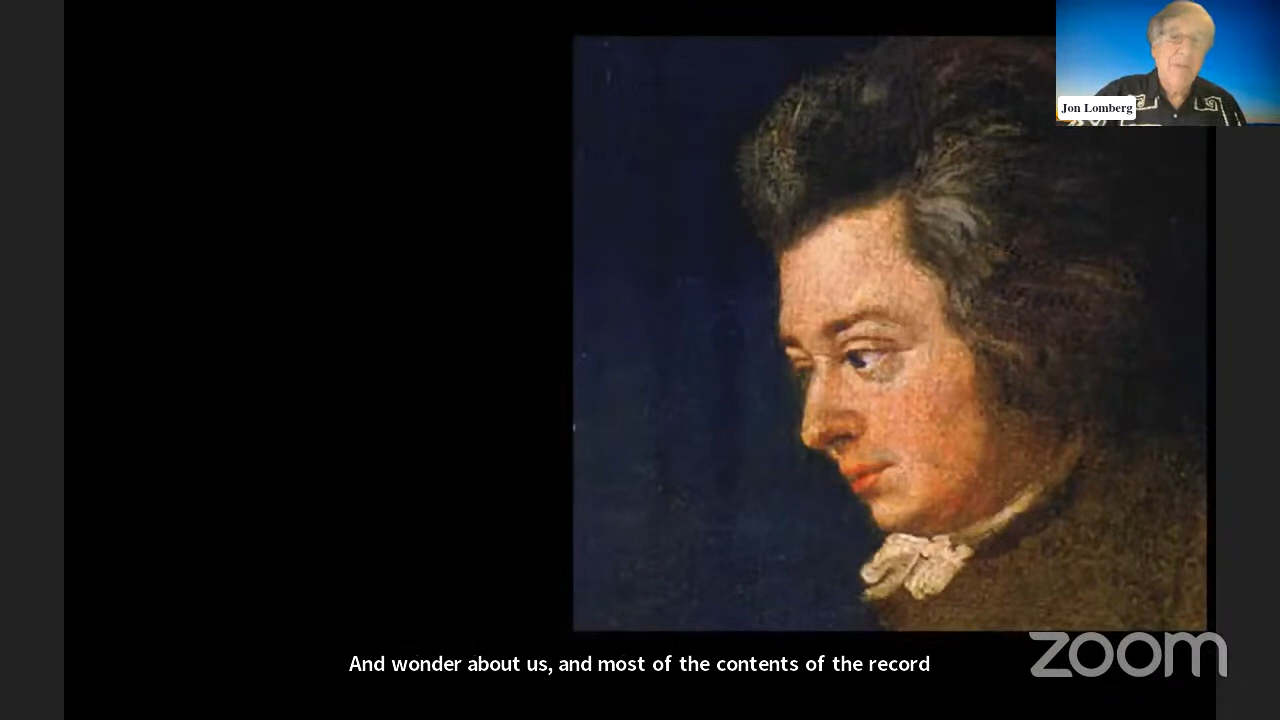 Jon Lomberg
And wonder about us, and most of the contents of the record
zoom